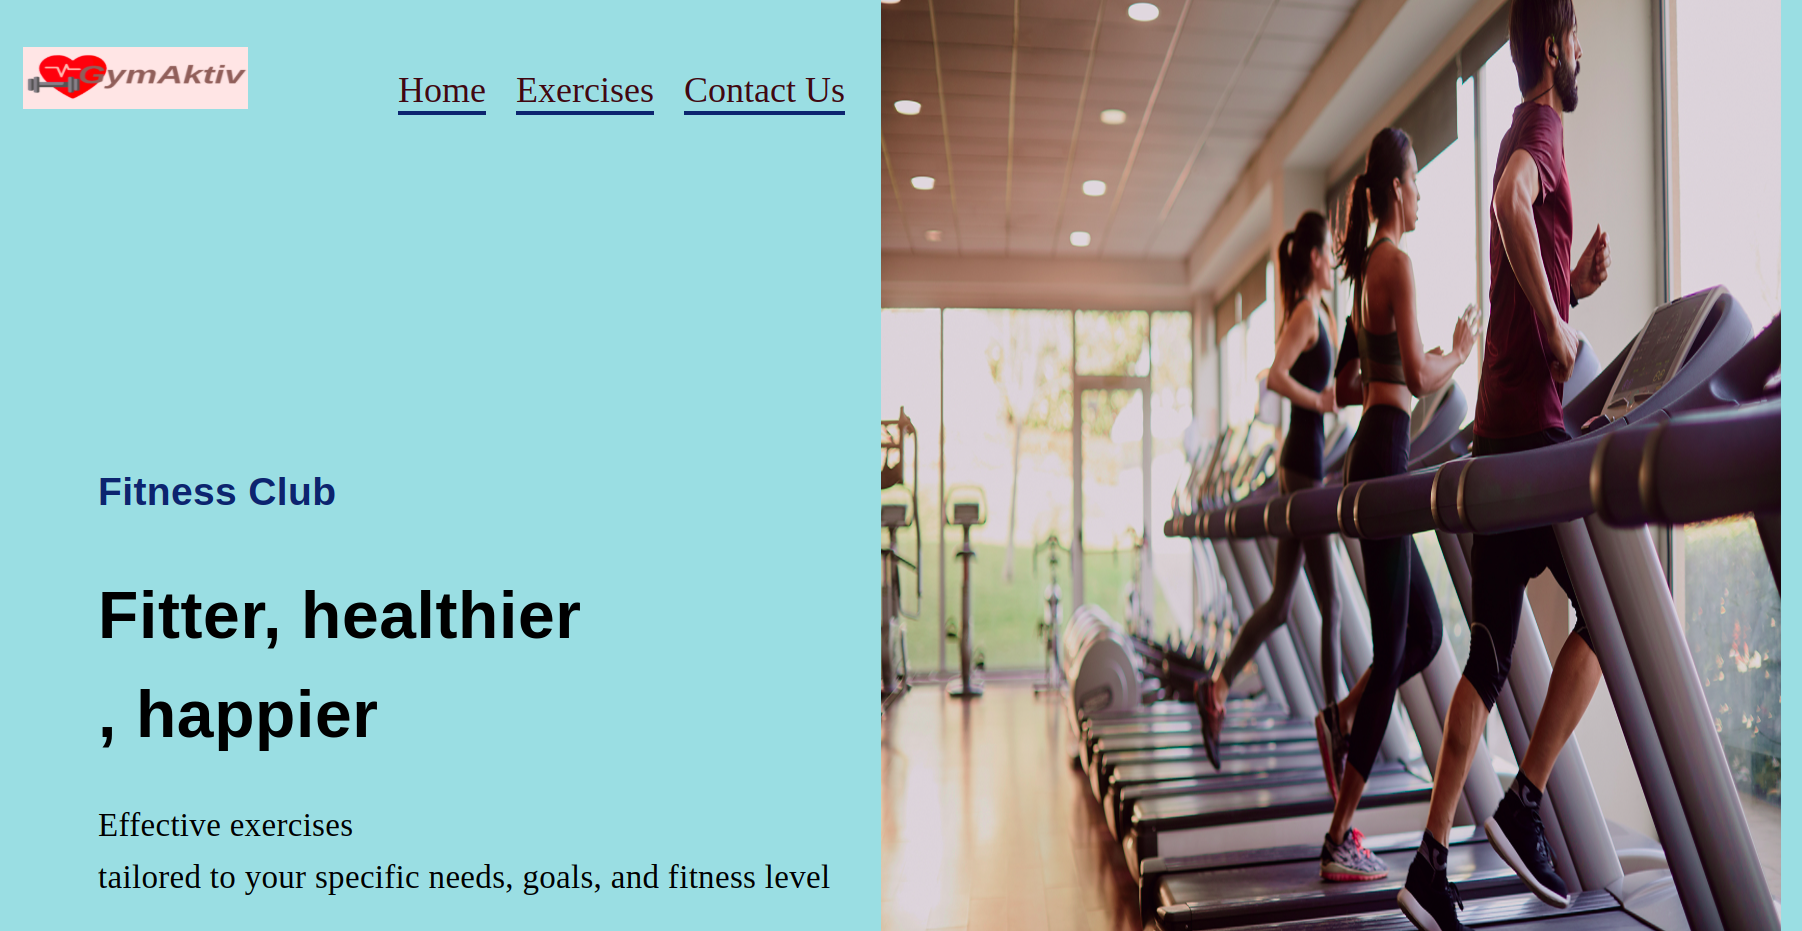 GymAktiv
Home Exercises Contact Us
Fitness Club
Fitter, healthier
, happier
Effective exercises
tailored to your specific needs, goals, and fitness level